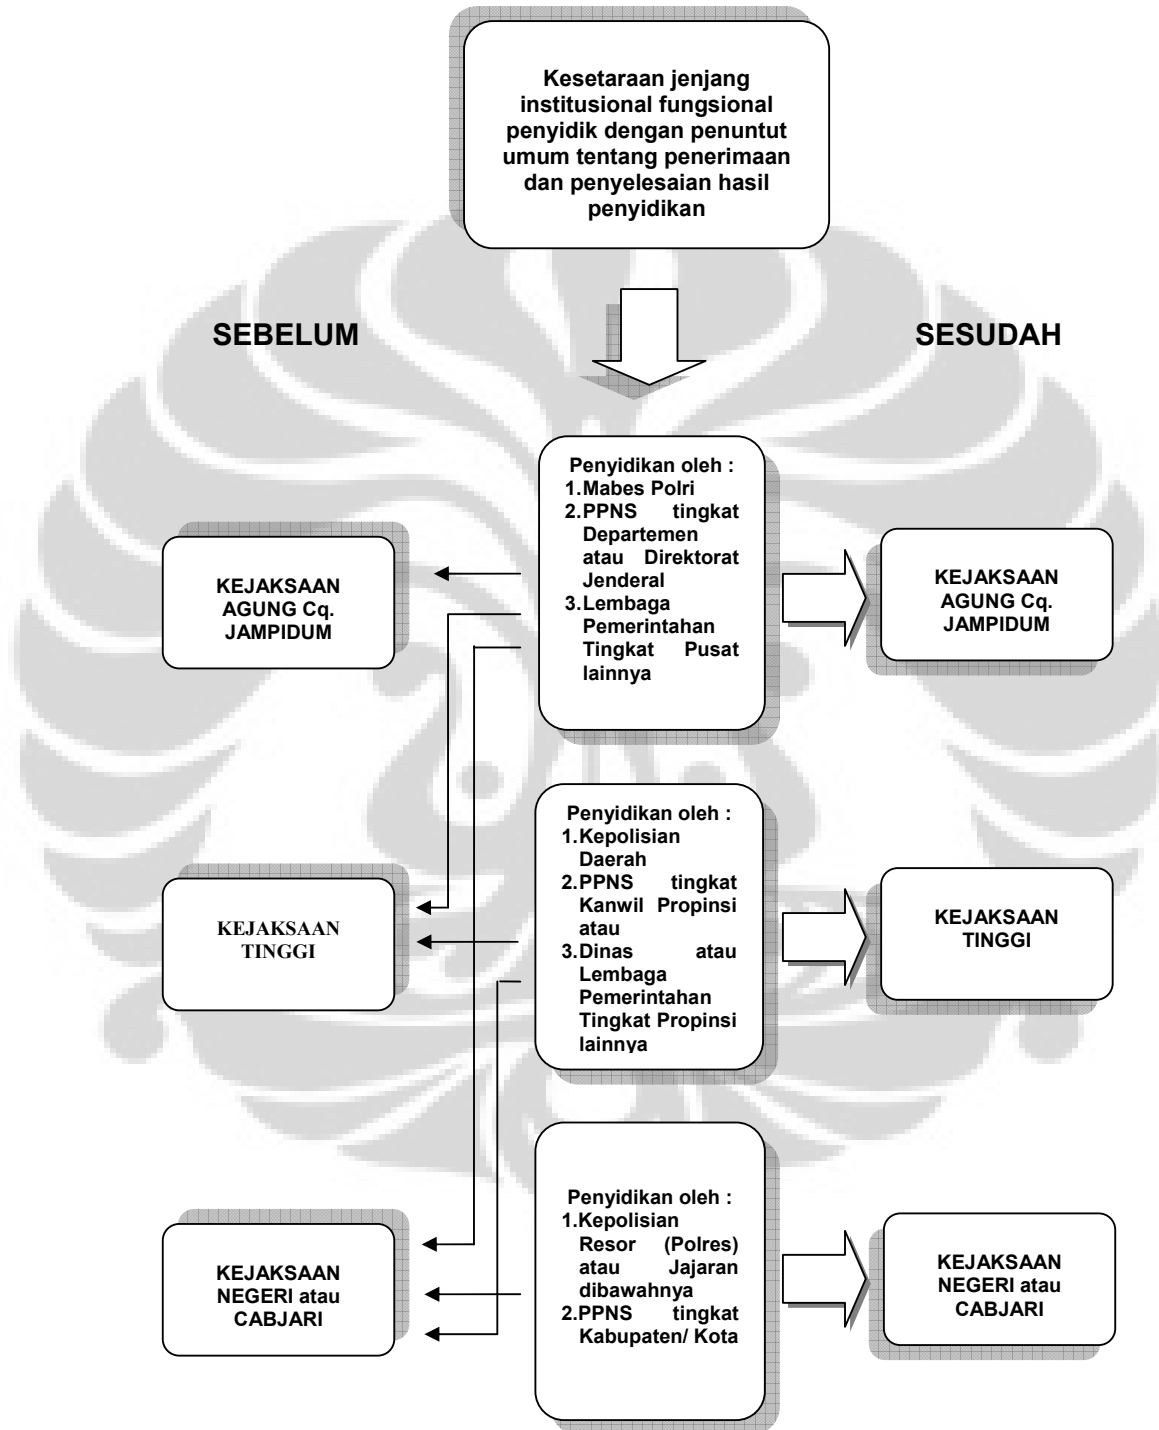 Kesetaraan jenjang
institusional fungsional
penyidik dengan penuntut
umum tentang penerimaan
dan penyelesaian hasil
penyidikan
SEBELUM
SESUDAH
Penyidikan oleh :
1.Mabes Polri
2.PPNS tingkat
Departemen
atau Direktorat
Jenderal
3.Lembaga
Pemerintahan
Tingkat Pusat
lainnya
KEJAKSAAN
AGUNG Cq.
JAMPIDUM
KEJAKSAAN
AGUNG Cq.
JAMPIDUM
Penyidikan oleh :
1.Kepolisian
Daerah
2.PPNS tingkat
Kanwil Propinsi
atau
3.Dinas atau
Lembaga
Pemerintahan
Tingkat Propinsi
lainnya
KEJAKSAAN
TINGGI
KEJAKSAAN
TINGGI
Penyidikan oleh :
1.Kepolisian
Resor (Polres)
atau Jajaran
dibawahnya
2.PPNS tingkat
Kabupaten/ Kota
KEJAKSAAN
NEGERI atau
CABJARI
KEJAKSAAN
NEGERI atau
CABJARI